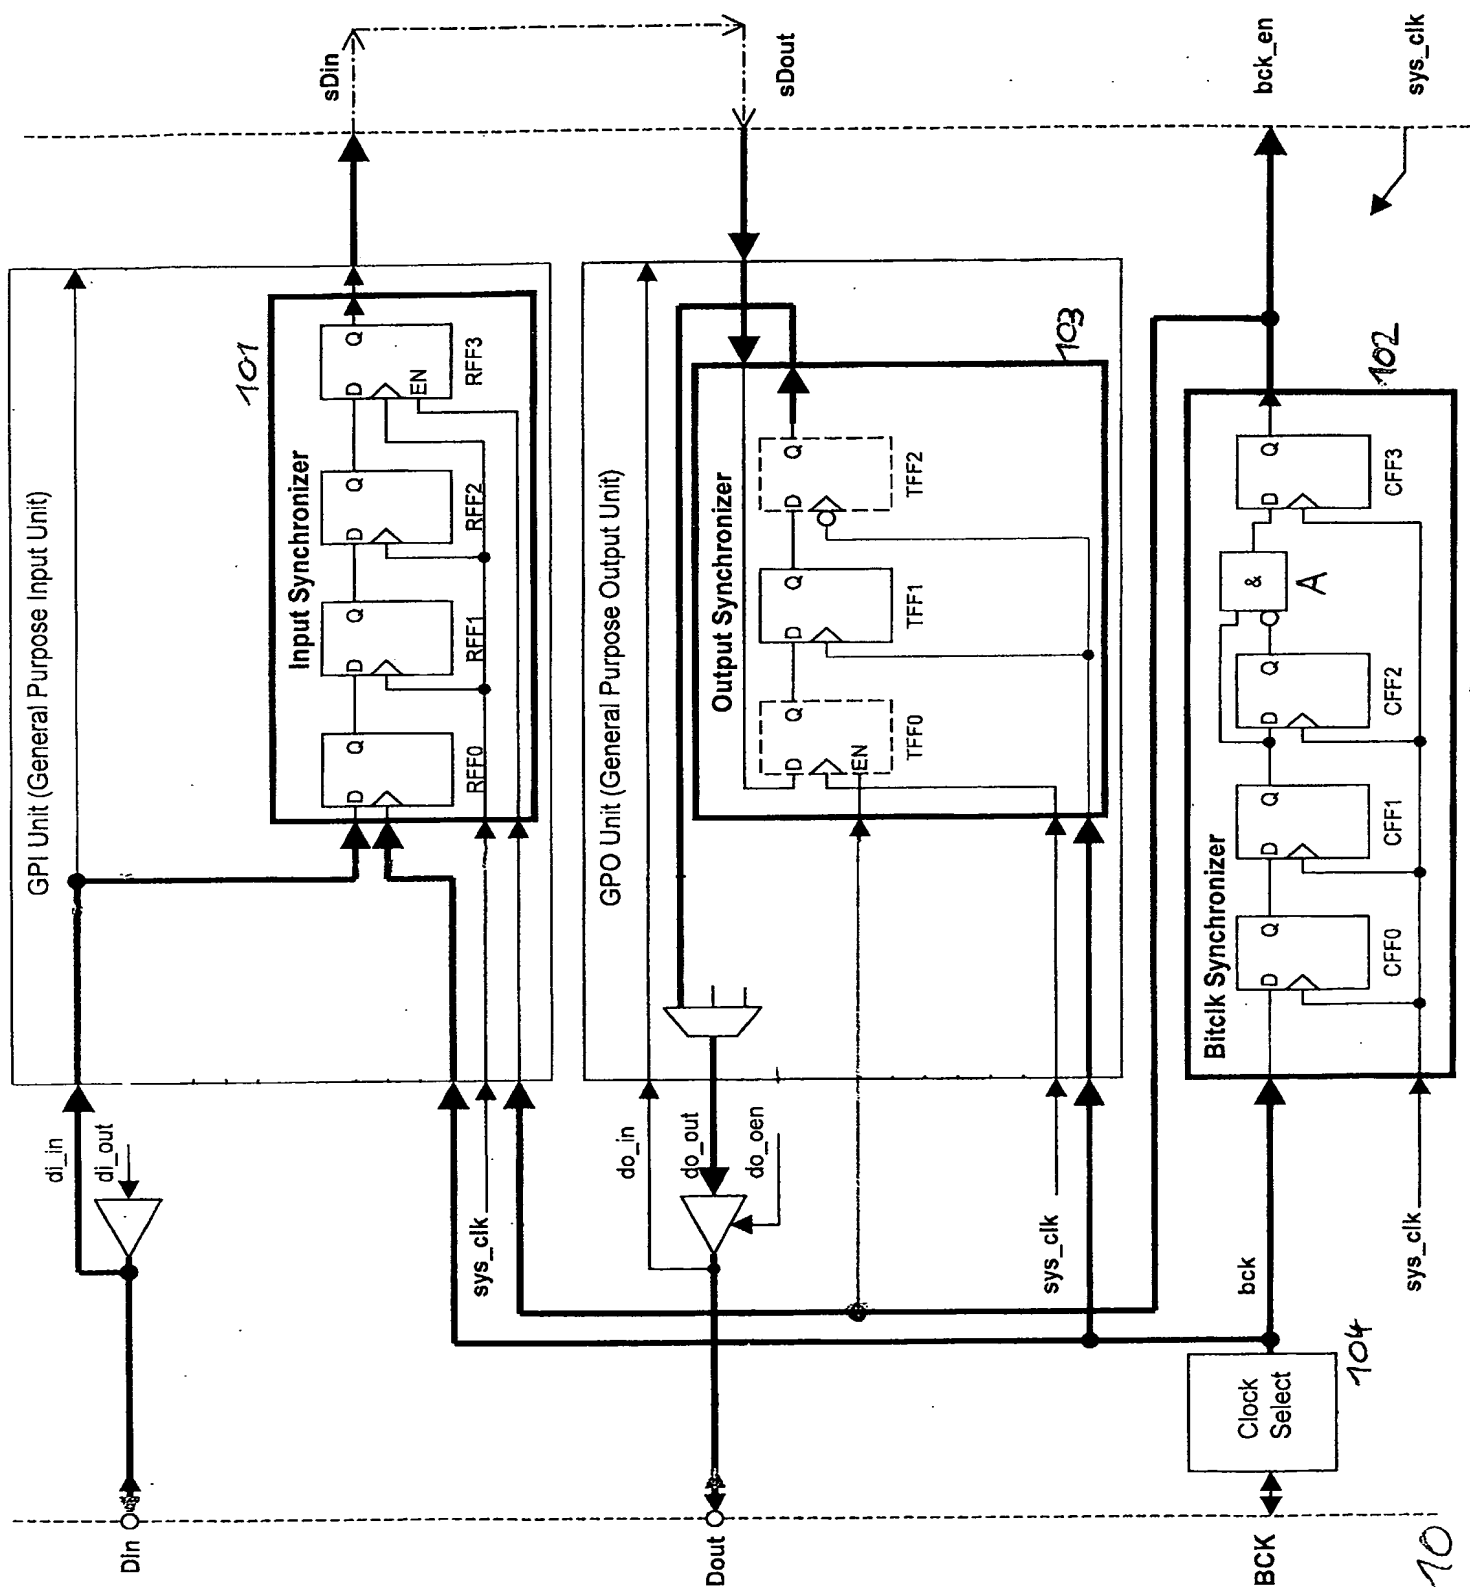 Din
di_in
di_out
GPI Unit (General Purpose Input Unit)
Input Synchronizer
101
D
Q
RFF0
D
Q
RFF1
D
Q
RFF2
D
Q
EN
RFF3
sDin
sys_clk
Dout
do_in
do_out
do_oen
GPO Unit (General Purpose Output Unit)
Output Synchronizer
D
Q
EN
TFF0
D
Q
TFF1
D
Q
TFF2
103
sDout
sys_clk
BCK
Clock
Select
104
bck
Bitclk Synchronizer
D
Q
CFF0
D
Q
CFF1
D
Q
CFF2
&
A
D
Q
CFF3
102
bck_en
sys_clk
sys_clk
10